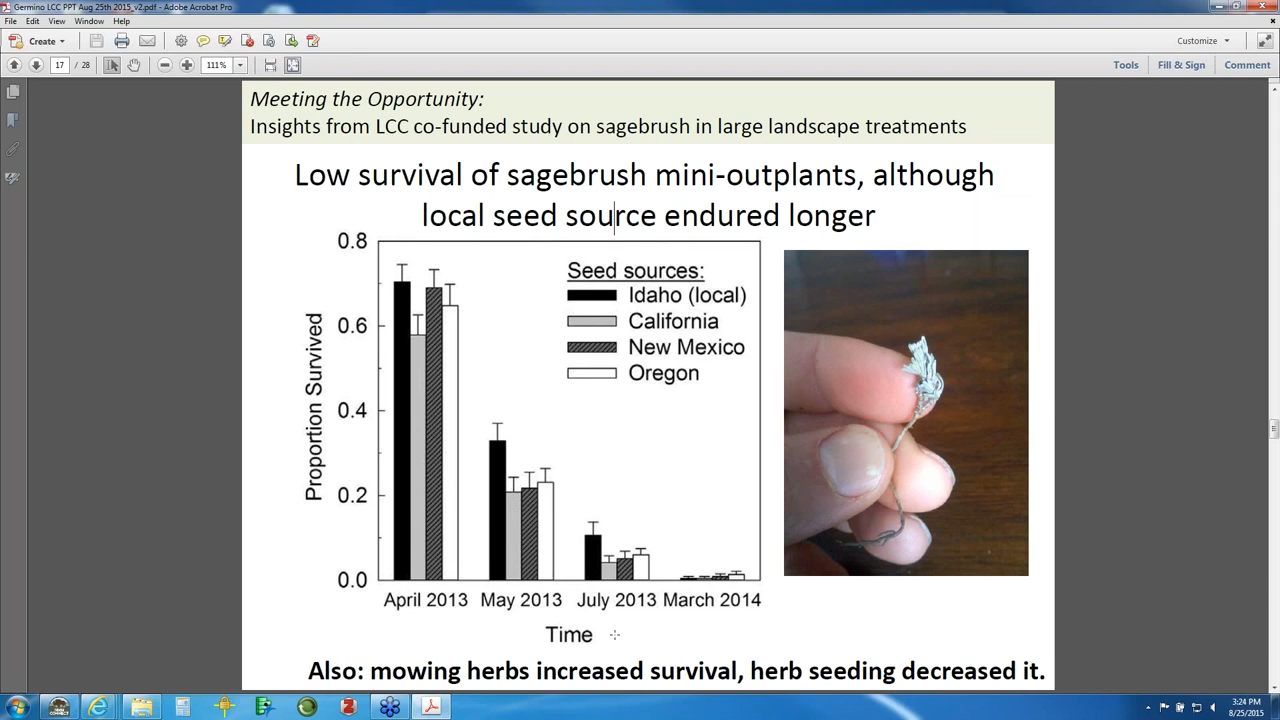 Germino LCC PPT Aug 25th 2015_v2.pdf - Adobe Acrobat Pro
File Edit View Window Help
Create Customize
17 / 28 111% Tools Fill & Sign Comment
Meeting the Opportunity:
Insights from LCC co-funded study on sagebrush in large landscape treatments
Low survival of sagebrush mini-outplants, although
local seed source endured longer
0.8
0.6
0.4
0.2
0.0
Proportion Survived
Seed sources:
Idaho (local)
California
New Mexico
Oregon
April 2013 May 2013 July 2013 March 2014
Time
Also: mowing herbs increased survival, herb seeding decreased it.
3:24 PM
8/25/2015